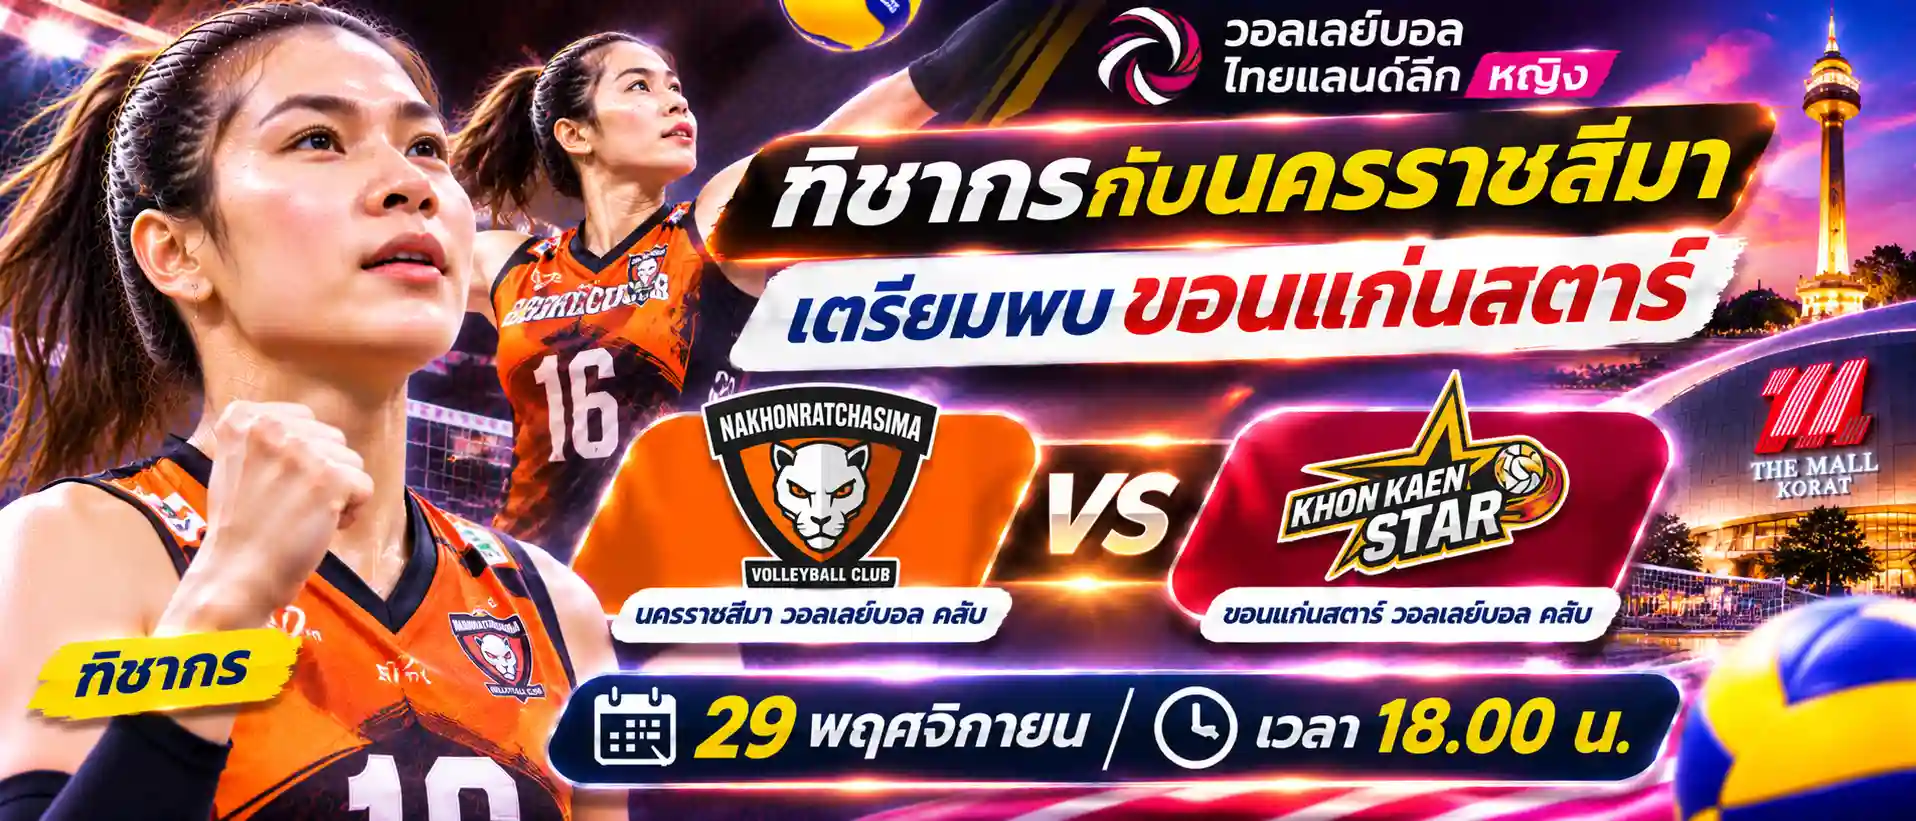 วอลเลย์บอล
ไทยแลนด์ลีก หญิง
ฑิชากรกับนครราชสีมา
เตรียมพบ ขอนแก่นสตาร์
16
NAKHONRATCHASIMA
VOLLEYBALL CLUB
VS
KHON KAEN
STAR
THE MALL
KORAT
นครราชสีมา วอลเลย์บอล คลับ
ขอนแก่นสตาร์ วอลเลย์บอล คลับ
ฑิชากร
29 พฤศจิกายน / เวลา 18.00 น.